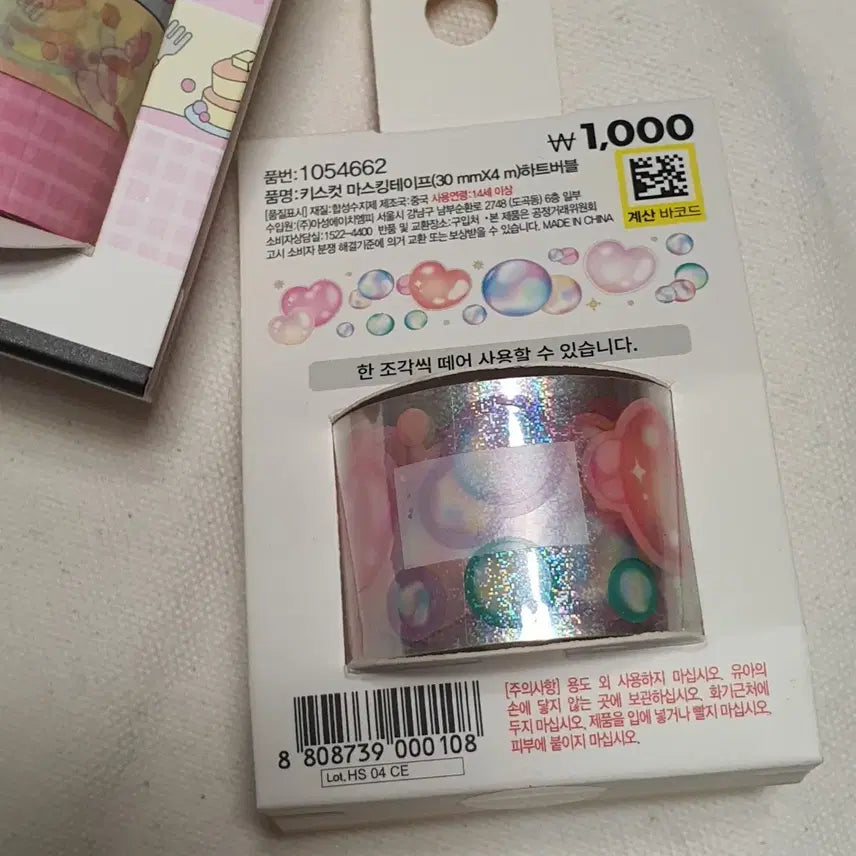 ₩1,000
품번:1054662
품명:키스컷 마스킹테이프(30 mmX4 m)하트버블
[품질표시] 재질:합성수지제 제조국:중국 사용연령:14세 이상
수입원:(주)아성에이치엠피 서울시 강남구 남부순환로 2748 (도곡동) 6층 일부
소비자상담실:1522-4400 반품 및 교환장소:구입처 •본 제품은 공정거래위원회
고시 소비자 분쟁 해결기준에 의거 교환 또는 보상받을 수 있습니다. MADE IN CHINA
계산 바코드
한 조각씩 떼어 사용할 수 있습니다.
[주의사항] 용도 외 사용하지 마십시오. 유아의
손에 닿지 않는 곳에 보관하십시오. 화기근처에
두지 마십시오. 제품을 입에 넣거나 빨지 마십시오.
피부에 붙이지 마십시오.
8 808739 000108
Lot. HS 04 CE